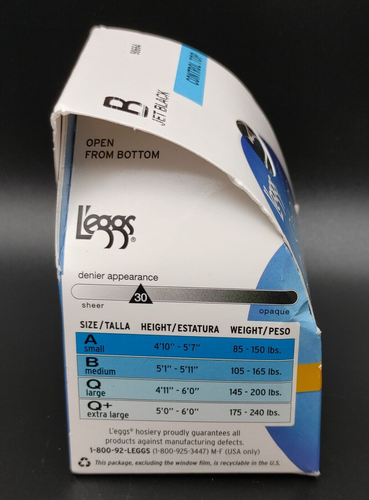 CONTROL TOP
B
JET BLACK
OPEN
FROM BOTTOM
L'eggs®
denier appearance
30
sheer opaque
SIZE/TALLA HEIGHT/ESTATURA WEIGHT/PESO
A small 4'10" - 5'7" 85 - 150 lbs.
B medium 5'1" - 5'11" 105 - 165 lbs.
Q large 4'11" - 6'0" 145 - 200 lbs.
Q+ extra large 5'0" - 6'0" 175 - 240 lbs.
L'eggs® hosiery proudly guarantees all
products against manufacturing defects.
1-800-92-LEGGS (1-800-925-3447) M-F (USA only)
This package, excluding the window film, is recyclable in the U.S.